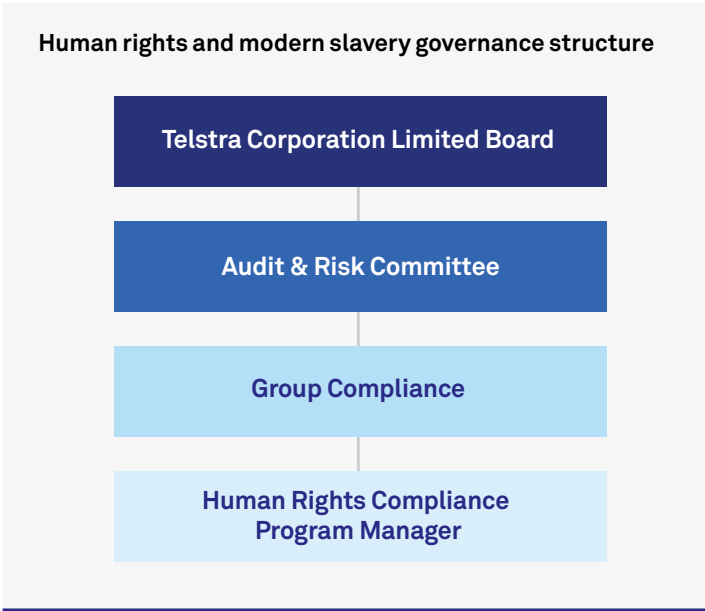 Human rights and modern slavery governance structure
Telstra Corporation Limited Board
Audit & Risk Committee
Group Compliance
Human Rights Compliance
Program Manager